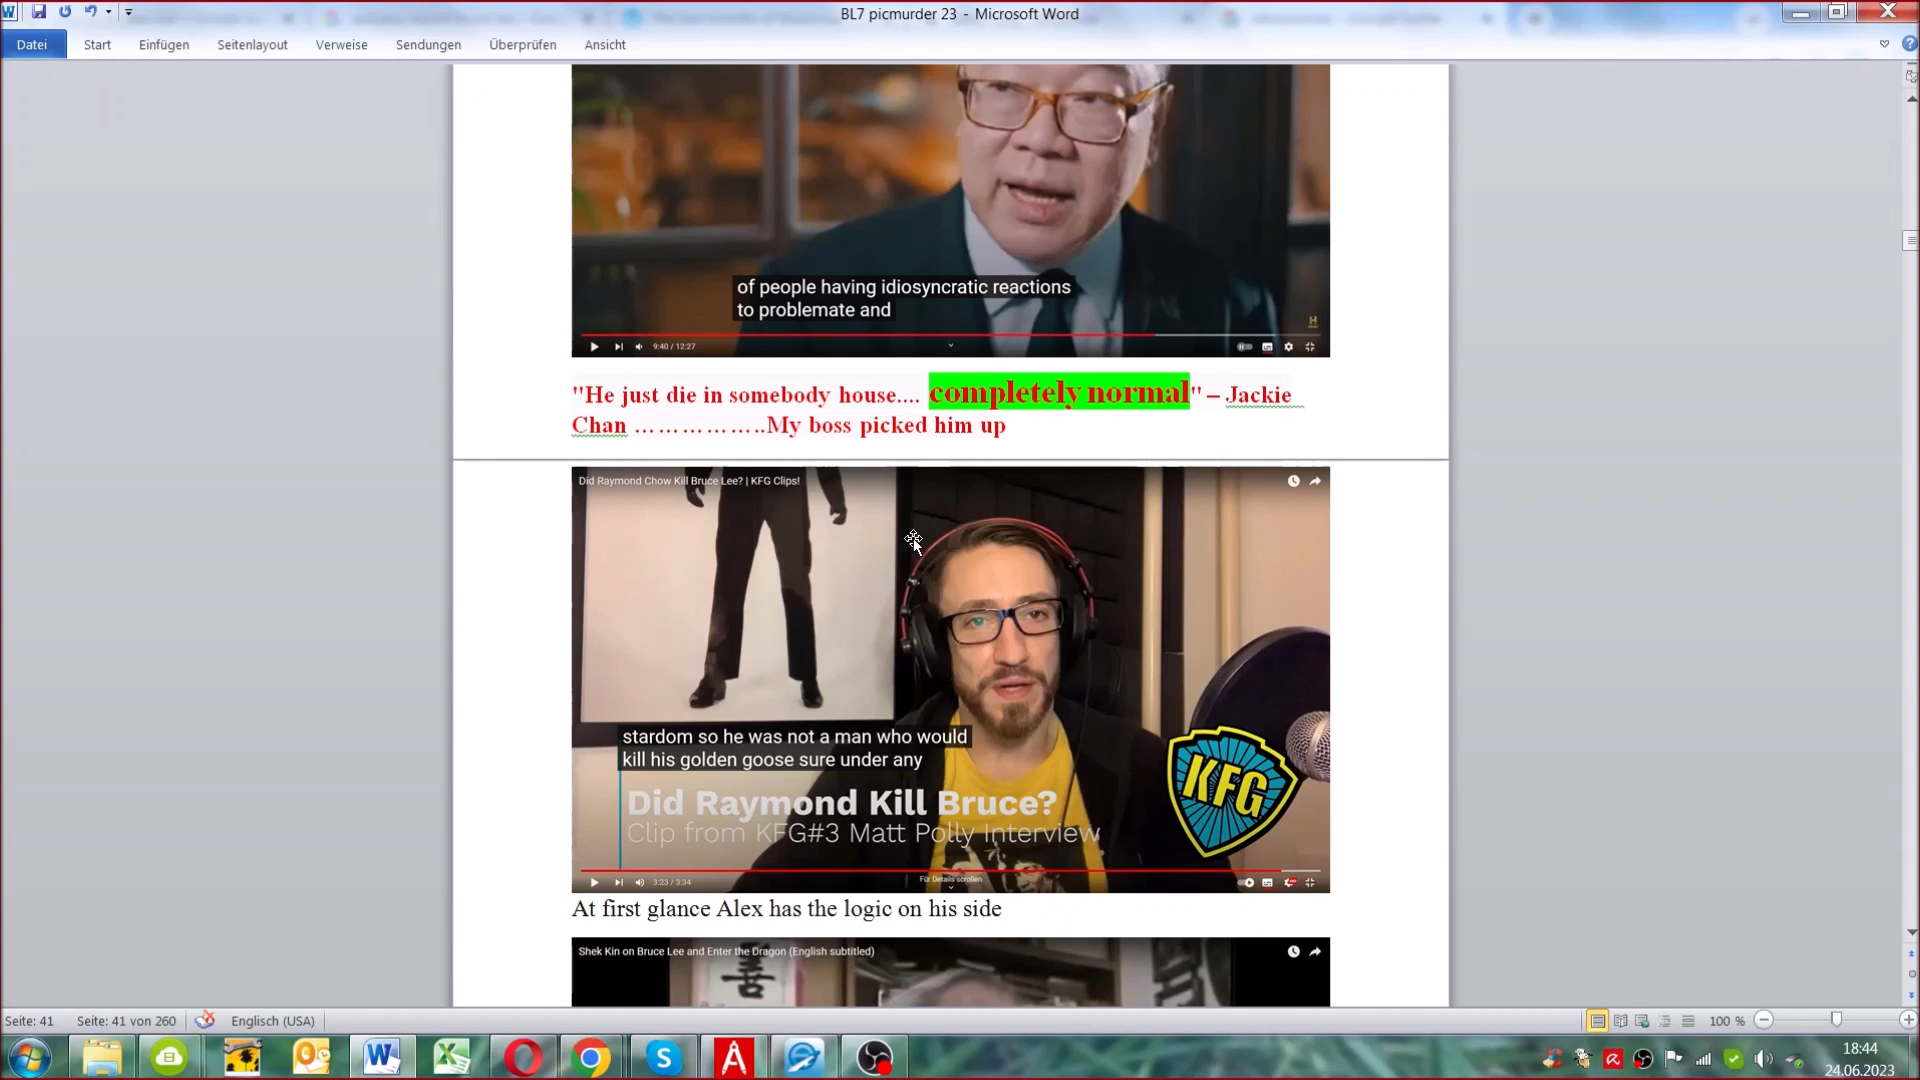 BL7 picmurder 23 - Microsoft Word
Datei Start Einfügen Seitenlayout Verweise Sendungen Überprüfen Ansicht
of people having idiosyncratic reactions
to problemate and
9:40 / 12:27
"He just die in somebody house.... completely normal" – Jackie
Chan ……………..My boss picked him up
Did Raymond Chow Kill Bruce Lee? | KFG Clips!
stardom so he was not a man who would
kill his golden goose sure under any
KFG
Did Raymond Kill Bruce?
Clip from KFG#3 Matt Polly Interview
3:23 / 3:34
Für Details scrollen
At first glance Alex has the logic on his side
Shek Kin on Bruce Lee and Enter the Dragon (English subtitled)
善
Seite: 41 Seite: 41 von 260 Englisch (USA) 100 %
18:44
24.06.2023